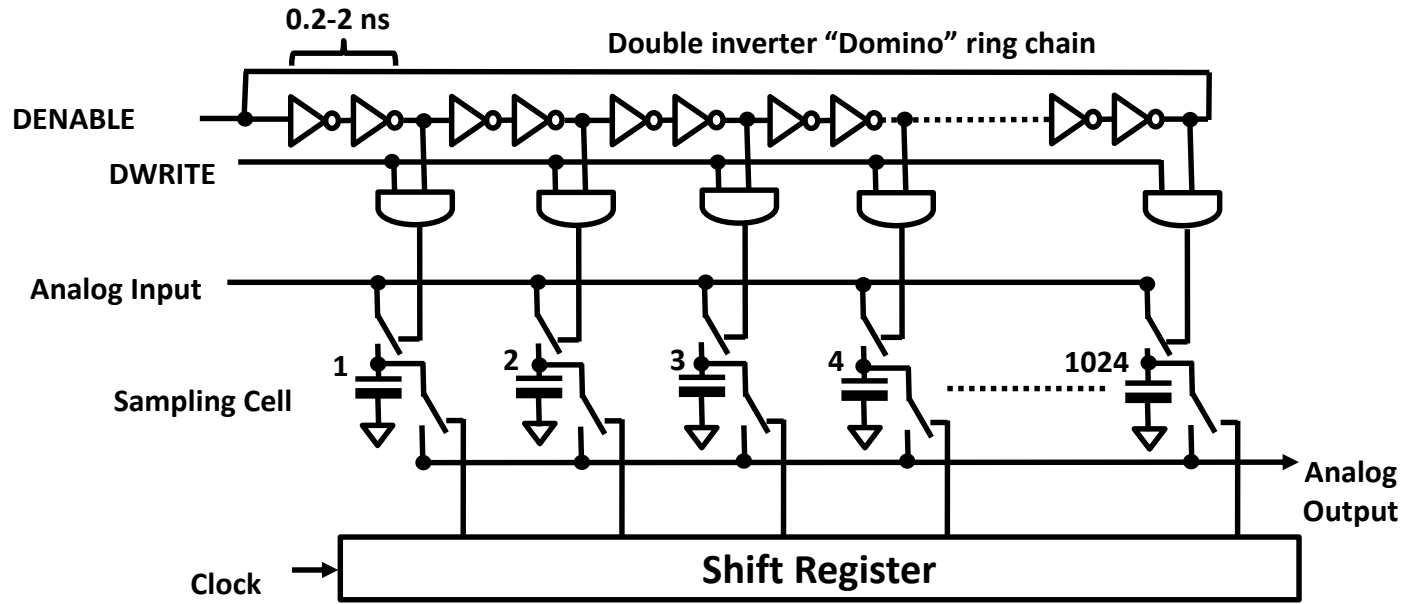 0.2-2 ns
Double inverter “Domino” ring chain
DENABLE
DWRITE
Analog Input
1
2
3
4
1024
Sampling Cell
Analog
Output
Shift Register
Clock